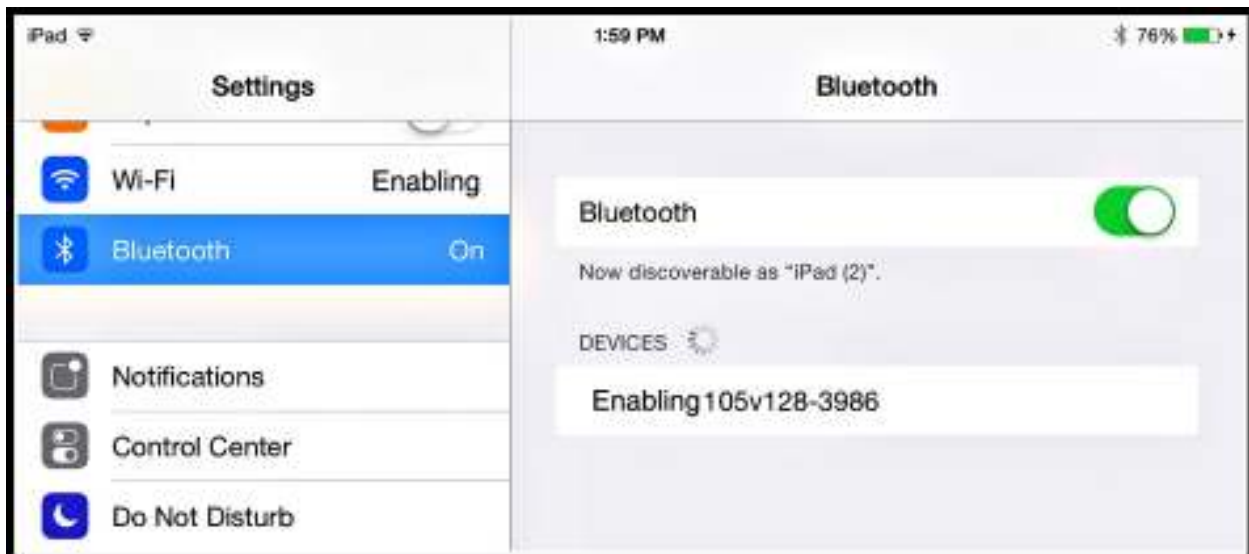 iPad 1:59 PM 76%
Settings
Bluetooth
Wi-Fi Enabling
Bluetooth On
Notifications
Control Center
Do Not Disturb
Bluetooth
Now discoverable as "iPad (2)".
DEVICES
Enabling105v128-3986